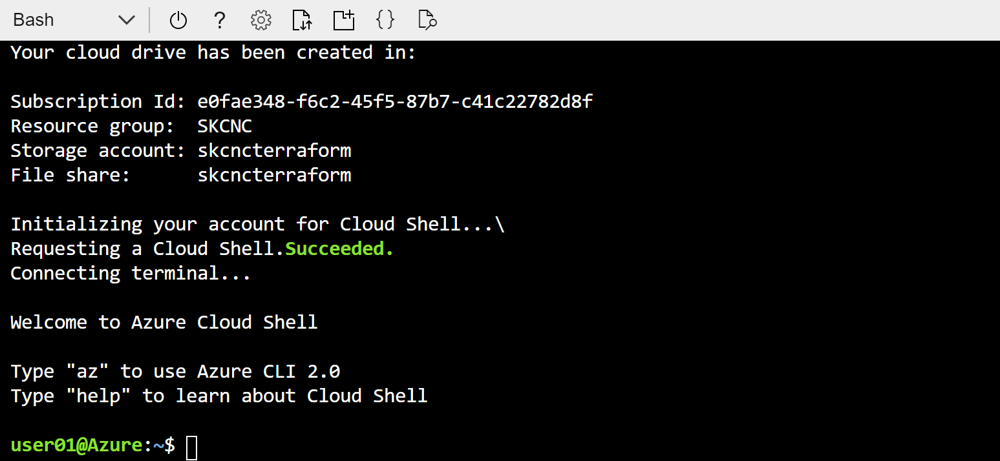 Bash
Your cloud drive has been created in:
Subscription Id: e0fae348-f6c2-45f5-87b7-c41c22782d8f
Resource group:  SKCNC
Storage account: skcncterraform
File share:      skcncterraform
Initializing your account for Cloud Shell...\
Requesting a Cloud Shell.Succeeded.
Connecting terminal...
Welcome to Azure Cloud Shell
Type "az" to use Azure CLI 2.0
Type "help" to learn about Cloud Shell
user01@Azure:~$